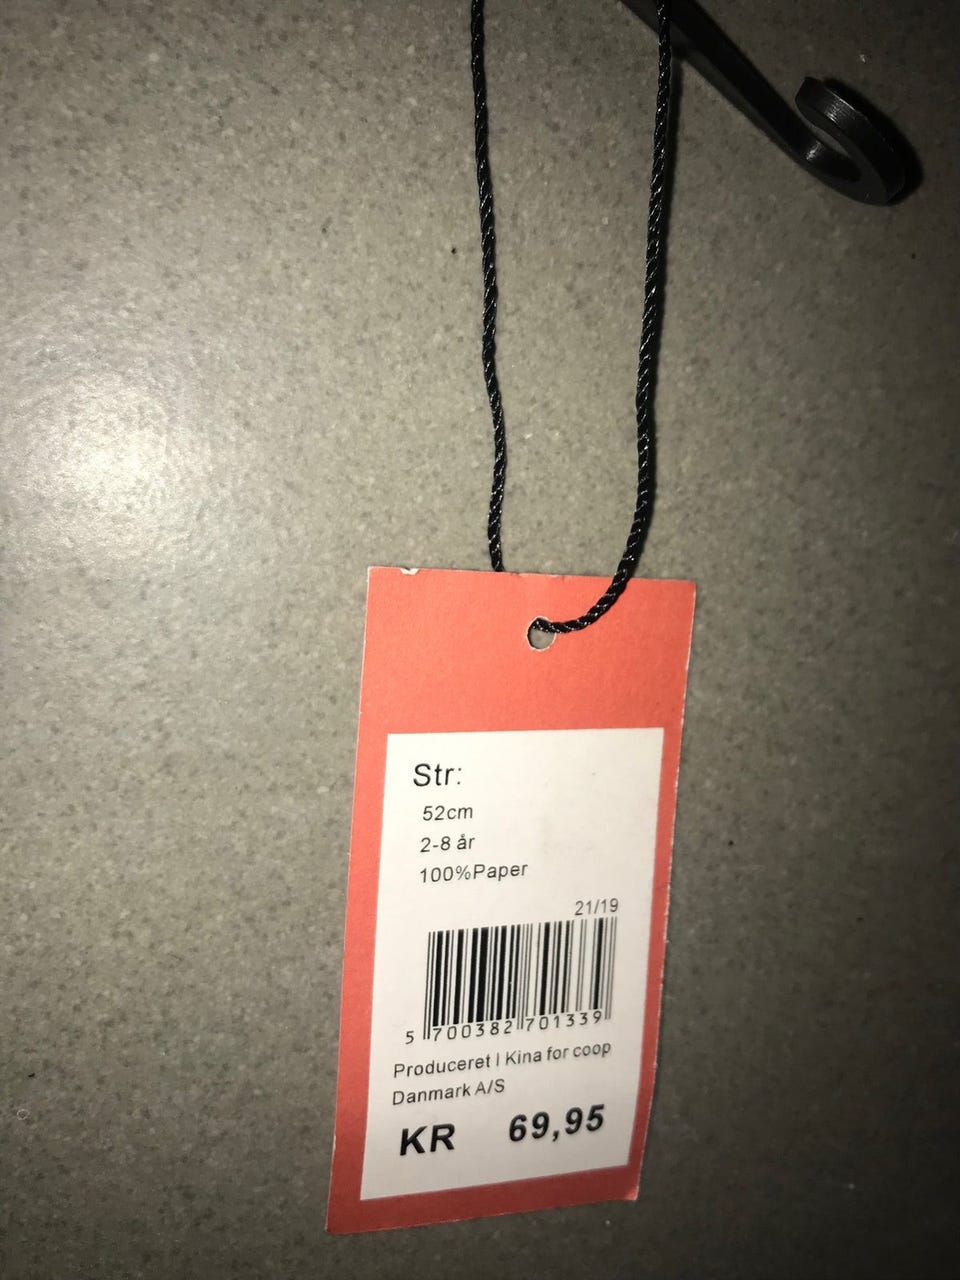 Str:
52cm
2-8 år
100%Paper
21/19
5 700382 701339
Produceret I Kina for coop
Danmark A/S
KR 69,95